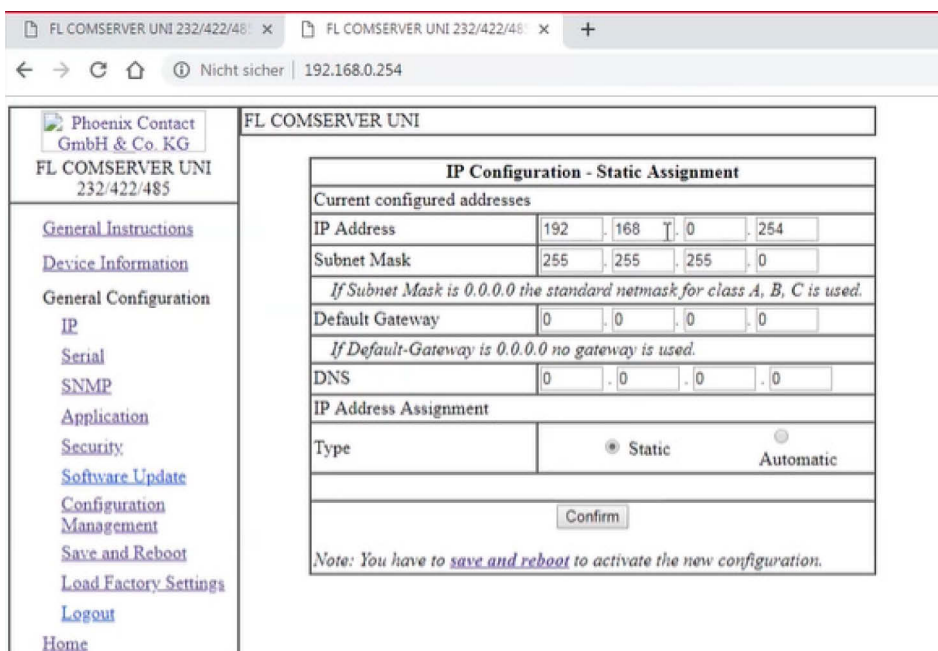 FL COMSERVER UNI 232/422/48
FL COMSERVER UNI 232/422/48
Nicht sicher | 192.168.0.254
Phoenix Contact
GmbH & Co. KG
FL COMSERVER UNI
232/422/485
General Instructions
Device Information
General Configuration
IP
Serial
SNMP
Application
Security
Software Update
Configuration
Management
Save and Reboot
Load Factory Settings
Logout
Home
FL COMSERVER UNI
IP Configuration - Static Assignment
Current configured addresses
IP Address 192 . 168 . 0 . 254
Subnet Mask 255 . 255 . 255 . 0
If Subnet Mask is 0.0.0.0 the standard netmask for class A, B, C is used.
Default Gateway 0 . 0 . 0 . 0
If Default-Gateway is 0.0.0.0 no gateway is used.
DNS 0 . 0 . 0 . 0
IP Address Assignment
Type Static Automatic
Confirm
Note: You have to save and reboot to activate the new configuration.